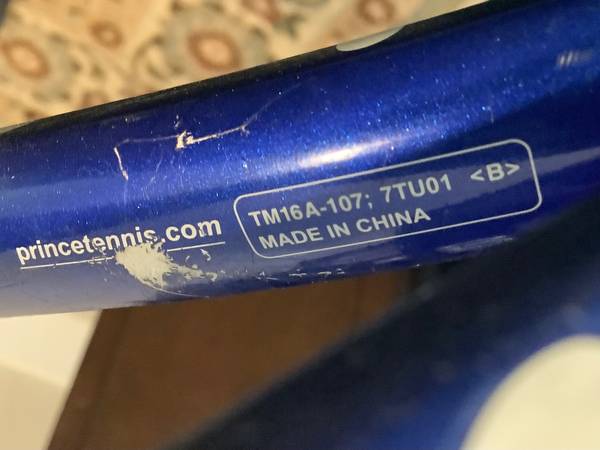 princetennis.com
TM16A-107; 7TU01 <B>
MADE IN CHINA